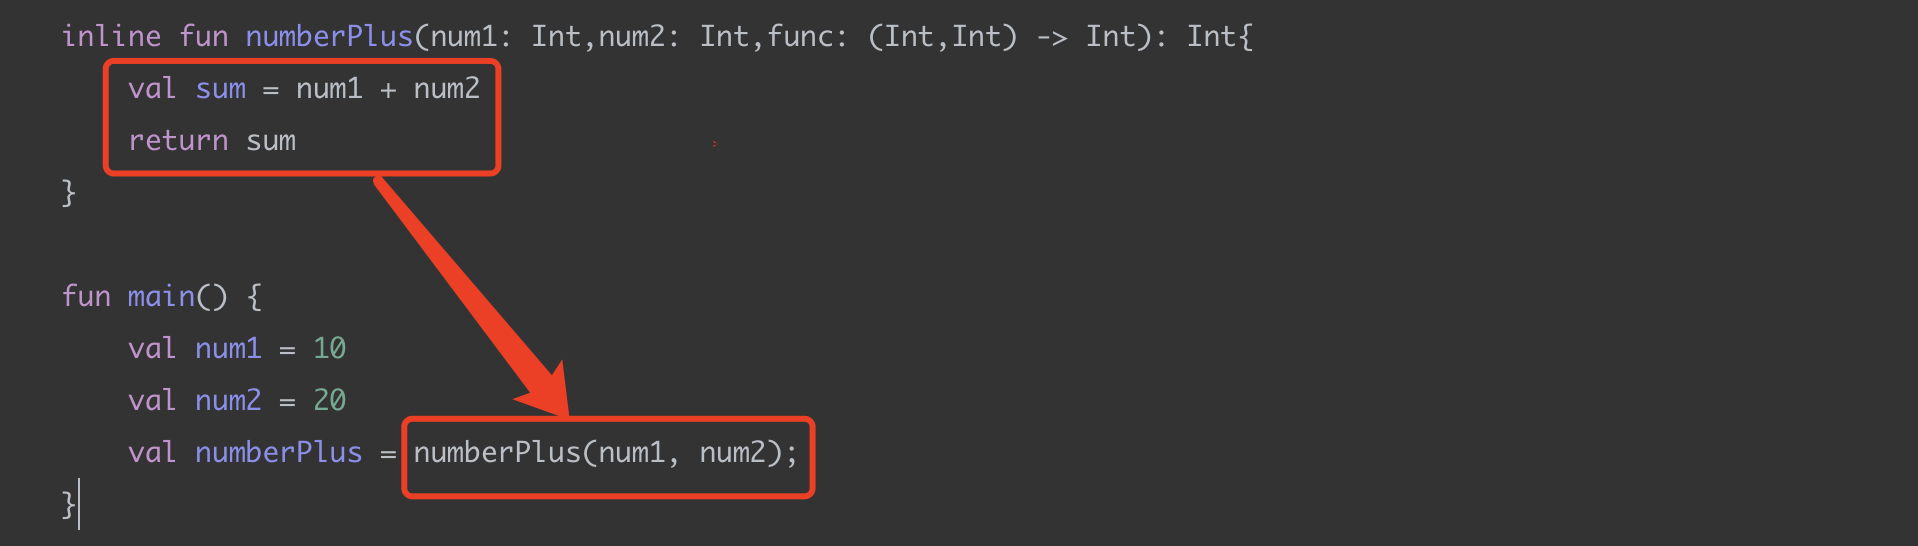 inline fun numberPlus(num1: Int,num2: Int,func: (Int,Int) -> Int): Int{
    val sum = num1 + num2
    return sum
}
fun main() {
    val num1 = 10
    val num2 = 20
    val numberPlus = numberPlus(num1, num2);
}